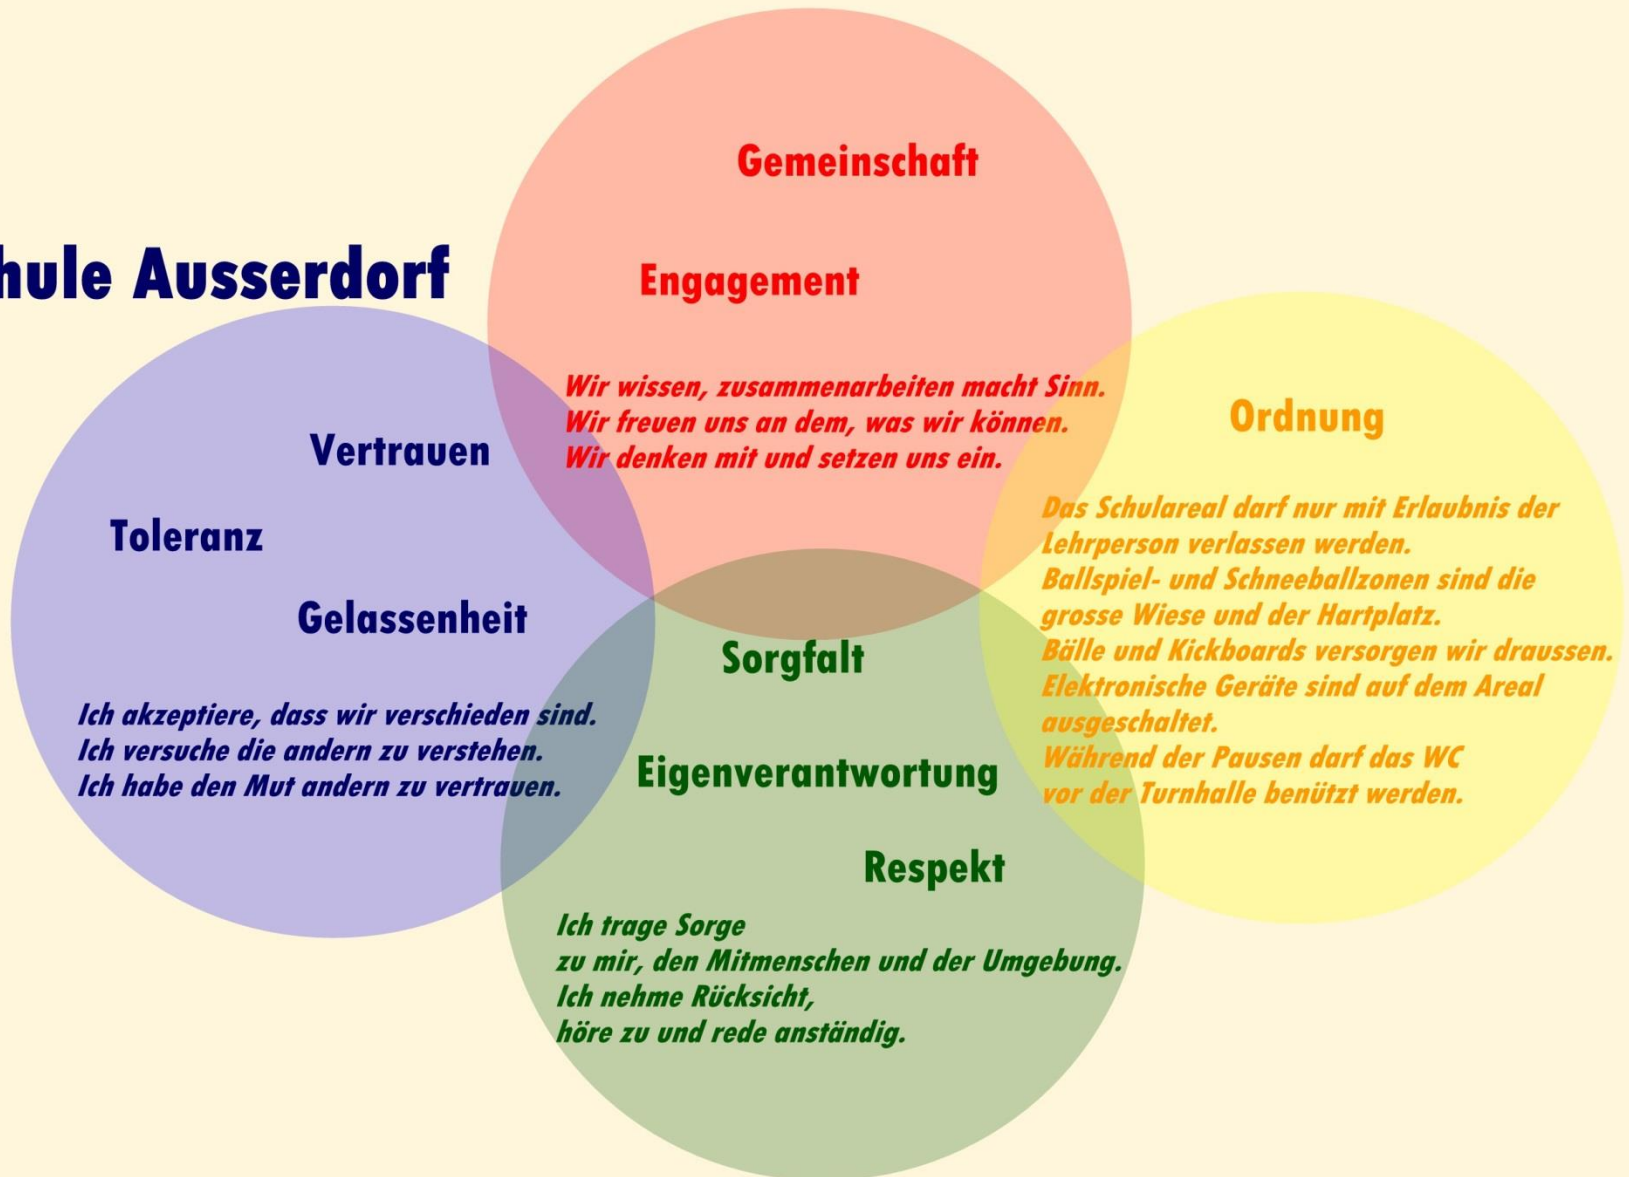 hule Ausserdorf
Gemeinschaft
Engagement
Wir wissen, zusammenarbeiten macht Sinn.
Wir freuen uns an dem, was wir können.
Wir denken mit und setzen uns ein.
Vertrauen
Toleranz
Gelassenheit
Ich akzeptiere, dass wir verschieden sind.
Ich versuche die andern zu verstehen.
Ich habe den Mut andern zu vertrauen.
Ordnung
Das Schulareal darf nur mit Erlaubnis der
Lehrperson verlassen werden.
Ballspiel- und Schneeballzonen sind die
grosse Wiese und der Hartplatz.
Bälle und Kickboards versorgen wir draussen.
Elektronische Geräte sind auf dem Areal
ausgeschaltet.
Während der Pausen darf das WC
vor der Turnhalle benützt werden.
Sorgfalt
Eigenverantwortung
Respekt
Ich trage Sorge
zu mir, den Mitmenschen und der Umgebung.
Ich nehme Rücksicht,
höre zu und rede anständig.